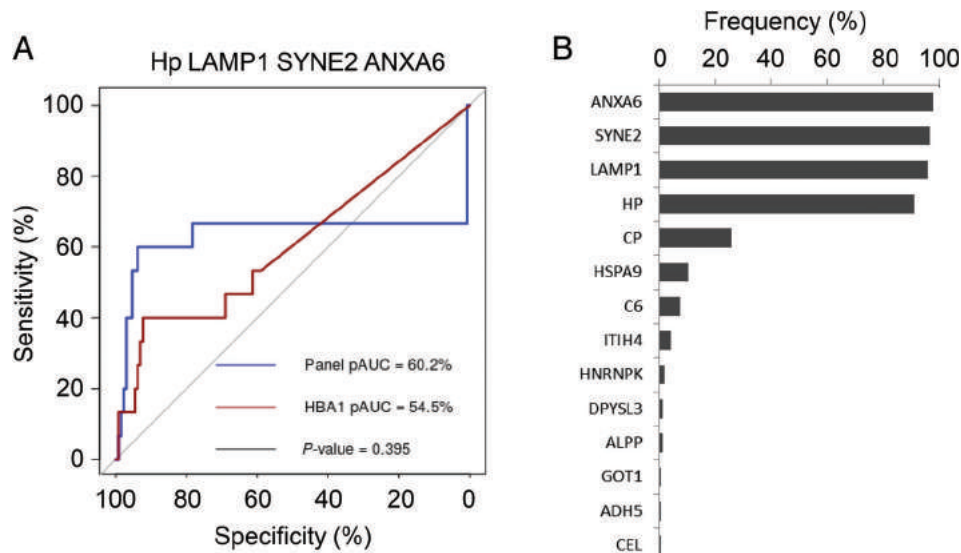 A
Hp LAMP1 SYNE2 ANXA6
Sensitivity (%)
100
80
60
40
20
0
Panel pAUC = 60.2%
HBA1 pAUC = 54.5%
P-value = 0.395
100 80 60 40 20 0
Specificity (%)
B
Frequency (%)
0 20 40 60 80 100
ANXA6
SYNE2
LAMP1
HP
CP
HSPA9
C6
ITIH4
HNRNPK
DPYSL3
ALPP
GOT1
ADH5
CEL